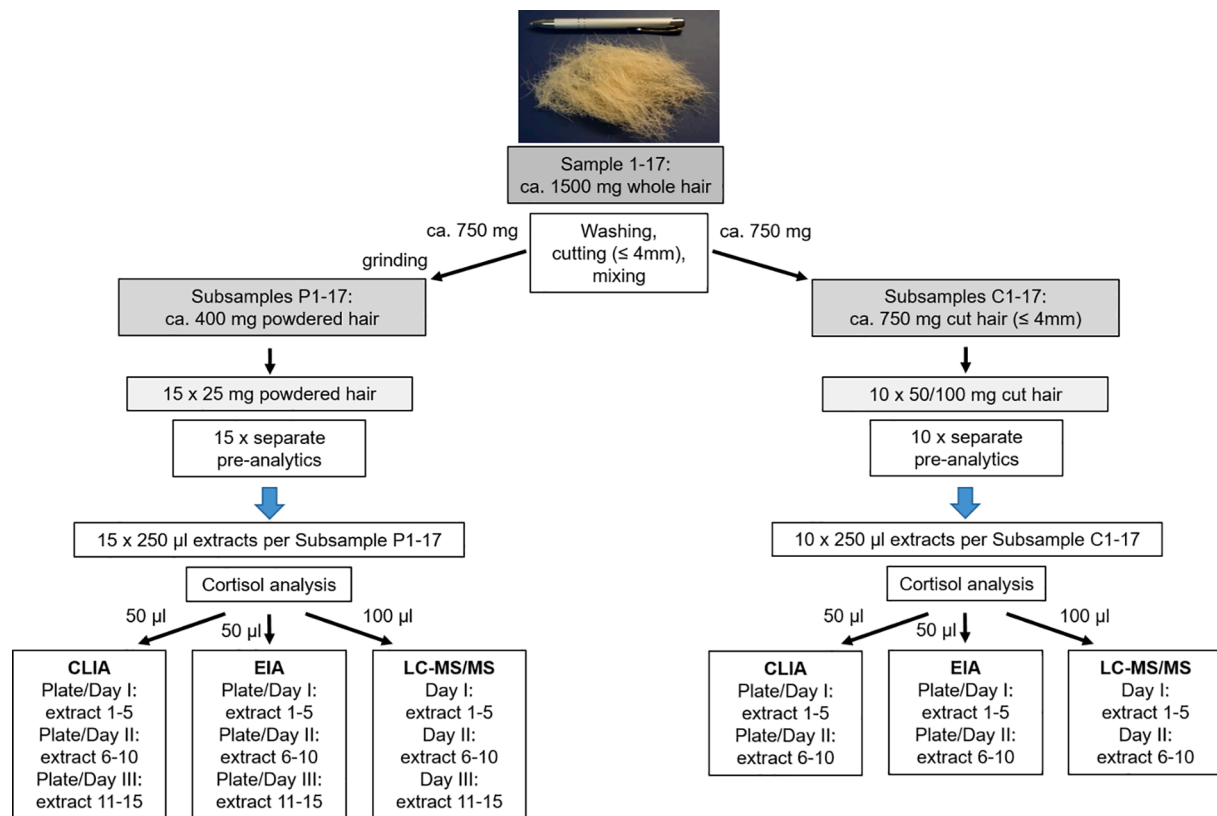 Sample 1-17:
ca. 1500 mg whole hair
ca. 750 mg
Washing,
cutting (≤ 4mm),
mixing
ca. 750 mg
grinding
Subsamples P1-17:
ca. 400 mg powdered hair
15 x 25 mg powdered hair
15 x separate
pre-analytics
15 x 250 µl extracts per Subsample P1-17
Cortisol analysis
50 µl
50 µl
100 µl
CLIA
Plate/Day I:
extract 1-5
Plate/Day II:
extract 6-10
Plate/Day III:
extract 11-15
EIA
Plate/Day I:
extract 1-5
Plate/Day II:
extract 6-10
Plate/Day III:
extract 11-15
LC-MS/MS
Day I:
extract 1-5
Day II:
extract 6-10
Day III:
extract 11-15
Subsamples C1-17:
ca. 750 mg cut hair (≤ 4mm)
10 x 50/100 mg cut hair
10 x separate
pre-analytics
10 x 250 µl extracts per Subsample C1-17
Cortisol analysis
50 µl
50 µl
100 µl
CLIA
Plate/Day I:
extract 1-5
Plate/Day II:
extract 6-10
EIA
Plate/Day I:
extract 1-5
Plate/Day II:
extract 6-10
LC-MS/MS
Day I:
extract 1-5
Day II:
extract 6-10